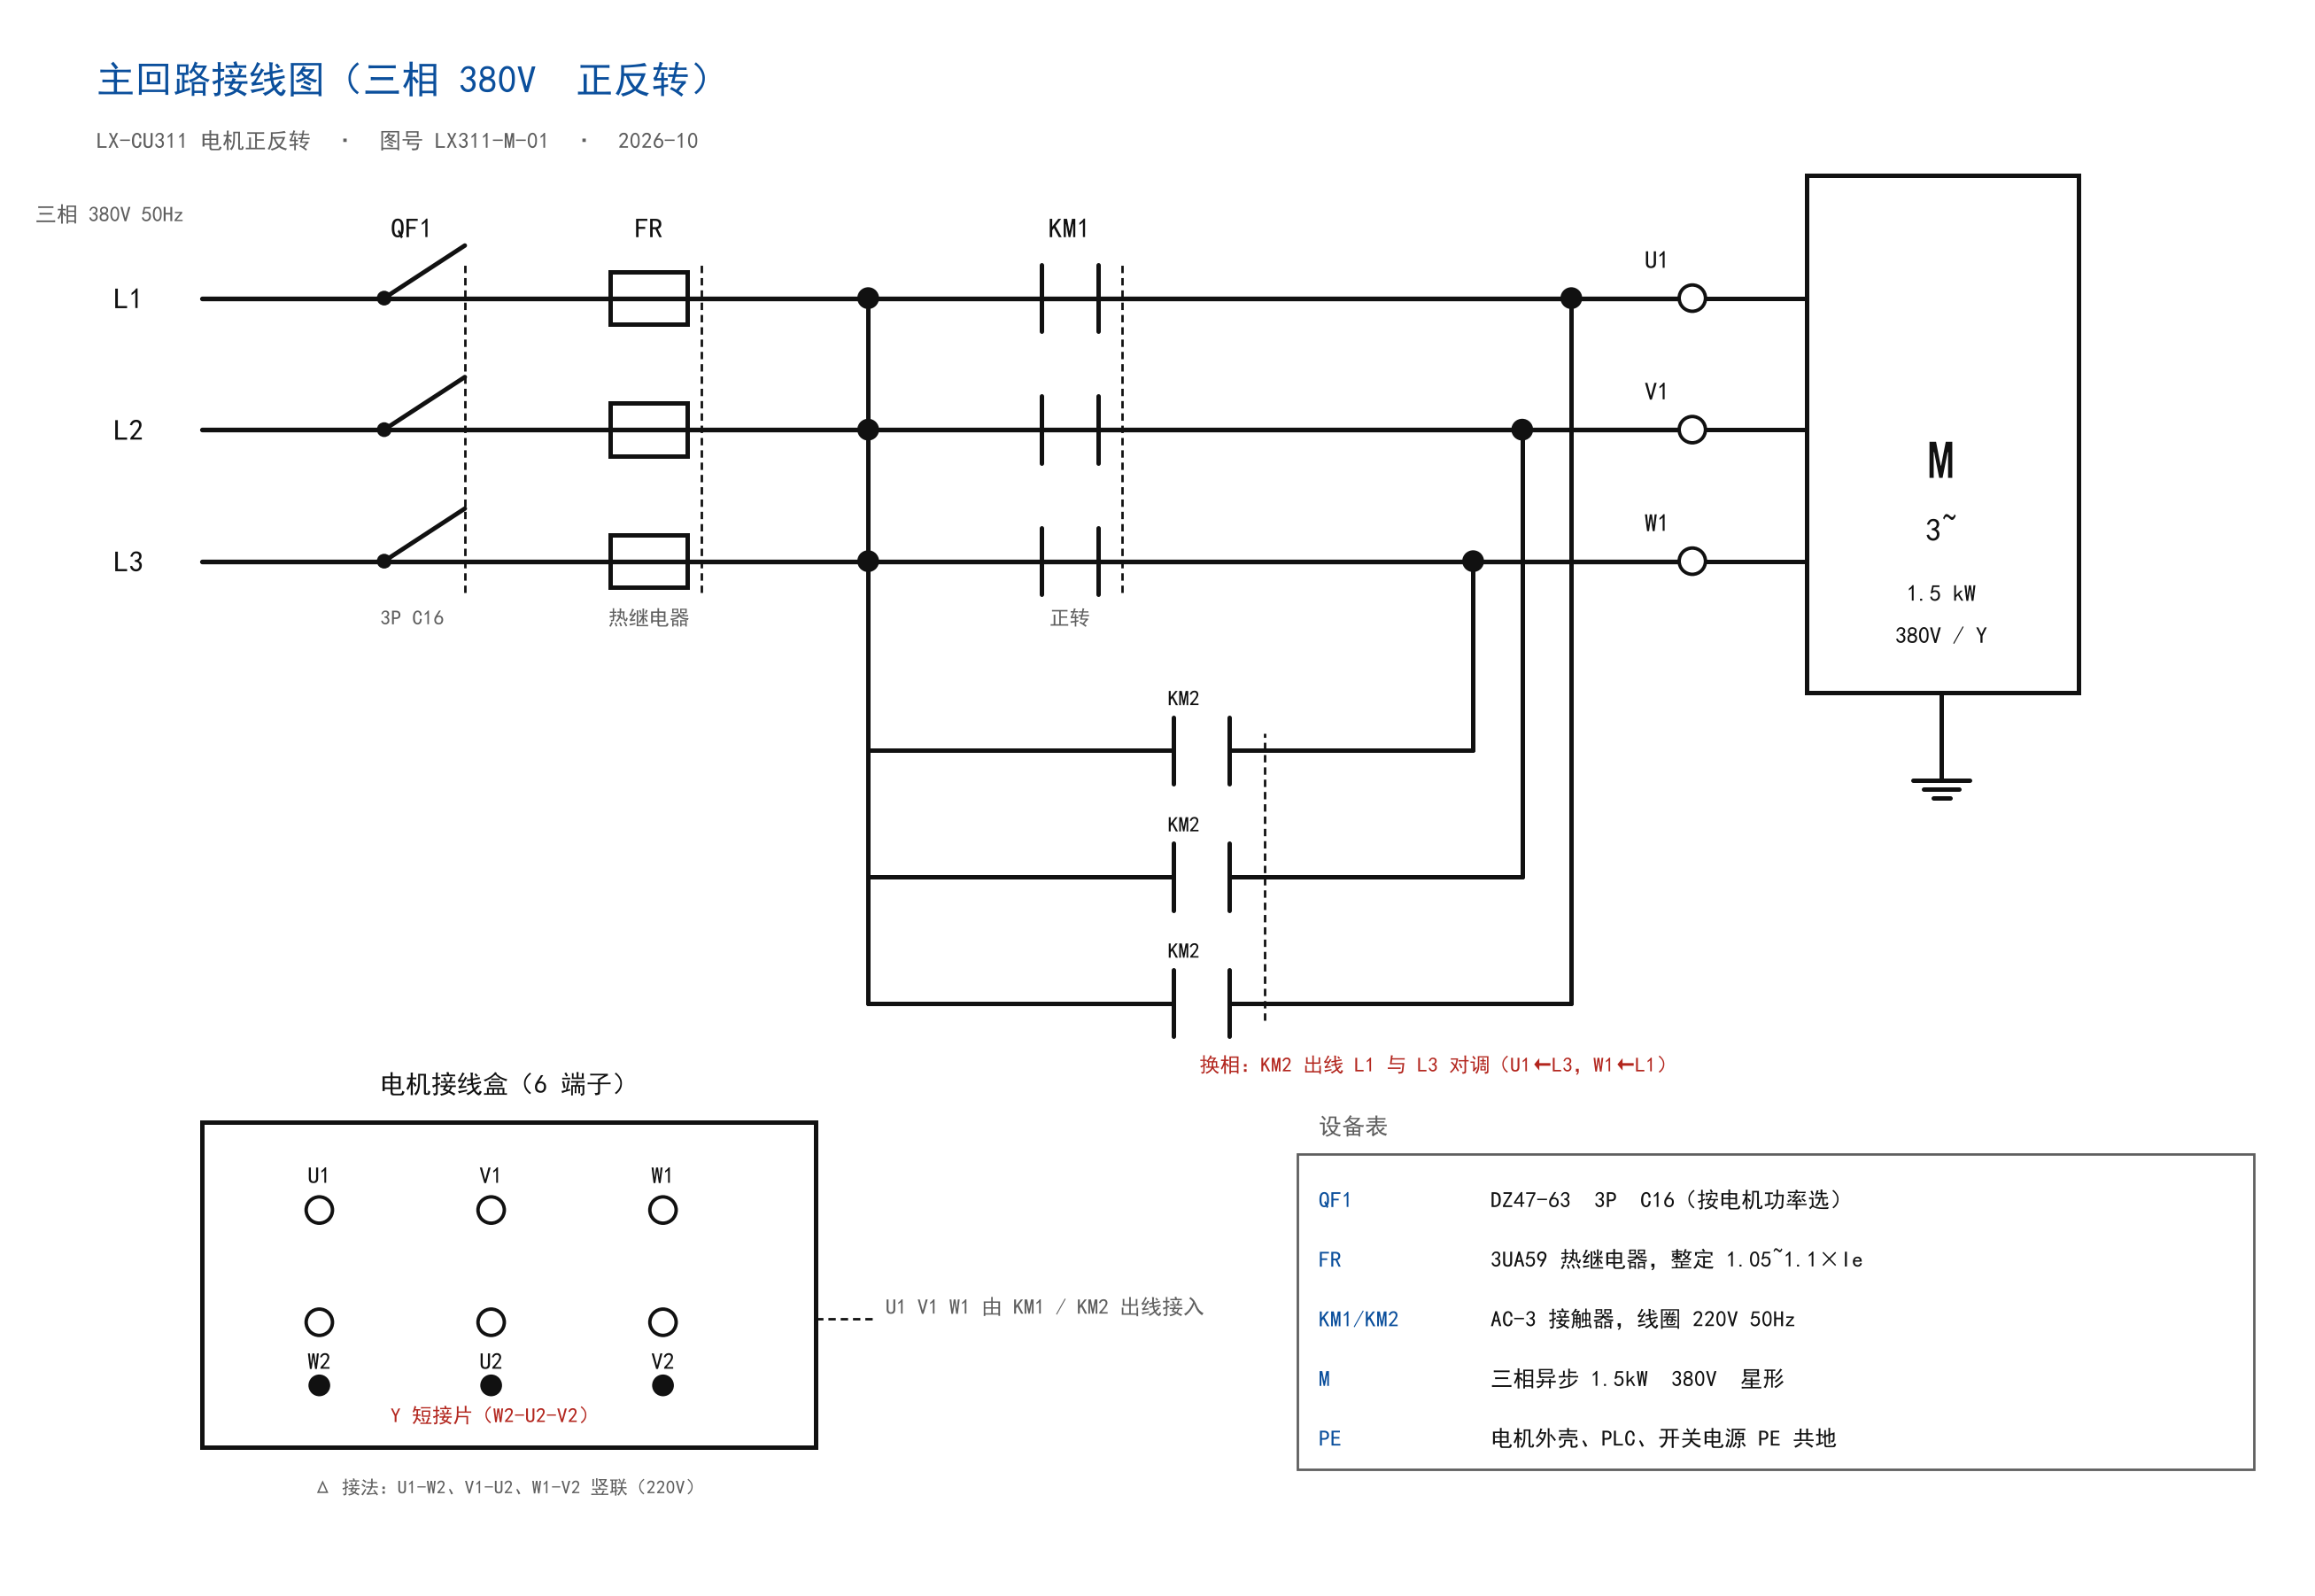 主回路接线图（三相 380V  正反转）
LX-CU311 电机正反转  ·  图号 LX311-M-01  ·  2026-10
三相 380V 50Hz
QF1
FR
KM1
U1
L1
V1
L2
M
W1
3~
L3
1.5 kW
3P C16
热继电器
正转
380V / Y
KM2
KM2
KM2
换相：KM2 出线 L1 与 L3 对调（U1←L3，W1←L1）
电机接线盒（6 端子）
U1 V1 W1
W2 U2 V2
Y 短接片（W2-U2-V2）
△ 接法：U1-W2、V1-U2、W1-V2 竖联（220V）
U1 V1 W1 由 KM1 / KM2 出线接入
设备表
QF1 DZ47-63  3P  C16（按电机功率选）
FR 3UA59 热继电器，整定 1.05~1.1×Ie
KM1/KM2 AC-3 接触器，线圈 220V 50Hz
M 三相异步 1.5kW  380V  星形
PE 电机外壳、PLC、开关电源 PE 共地